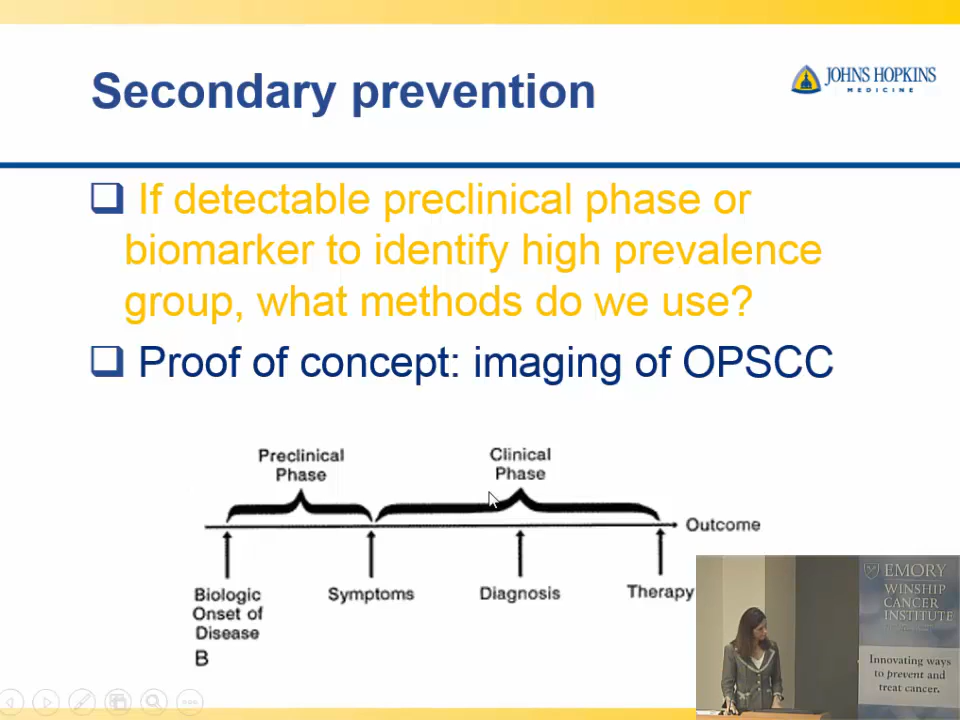 Secondary prevention
JOHNS HOPKINS
MEDICINE
If detectable preclinical phase or
biomarker to identify high prevalence
group, what methods do we use?
Proof of concept: imaging of OPSCC
Preclinical
Phase
Clinical
Phase
Outcome
Biologic
Onset of
Disease
Symptoms
Diagnosis
Therapy
B
EMORY
WINSHIP
CANCER
INSTITUTE
Innovating ways
to prevent and
treat cancer.